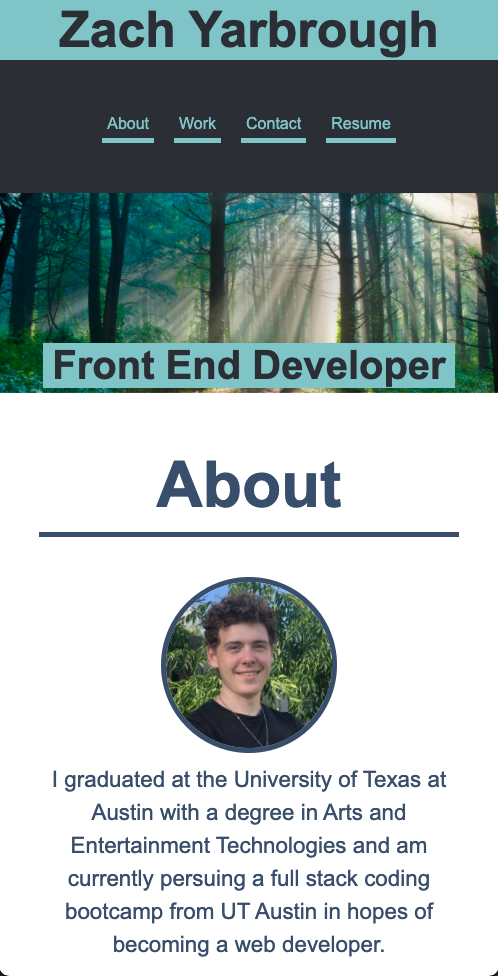 Zach Yarbrough
About Work Contact Resume
Front End Developer
About
I graduated at the University of Texas at
Austin with a degree in Arts and
Entertainment Technologies and am
currently persuing a full stack coding
bootcamp from UT Austin in hopes of
becoming a web developer.